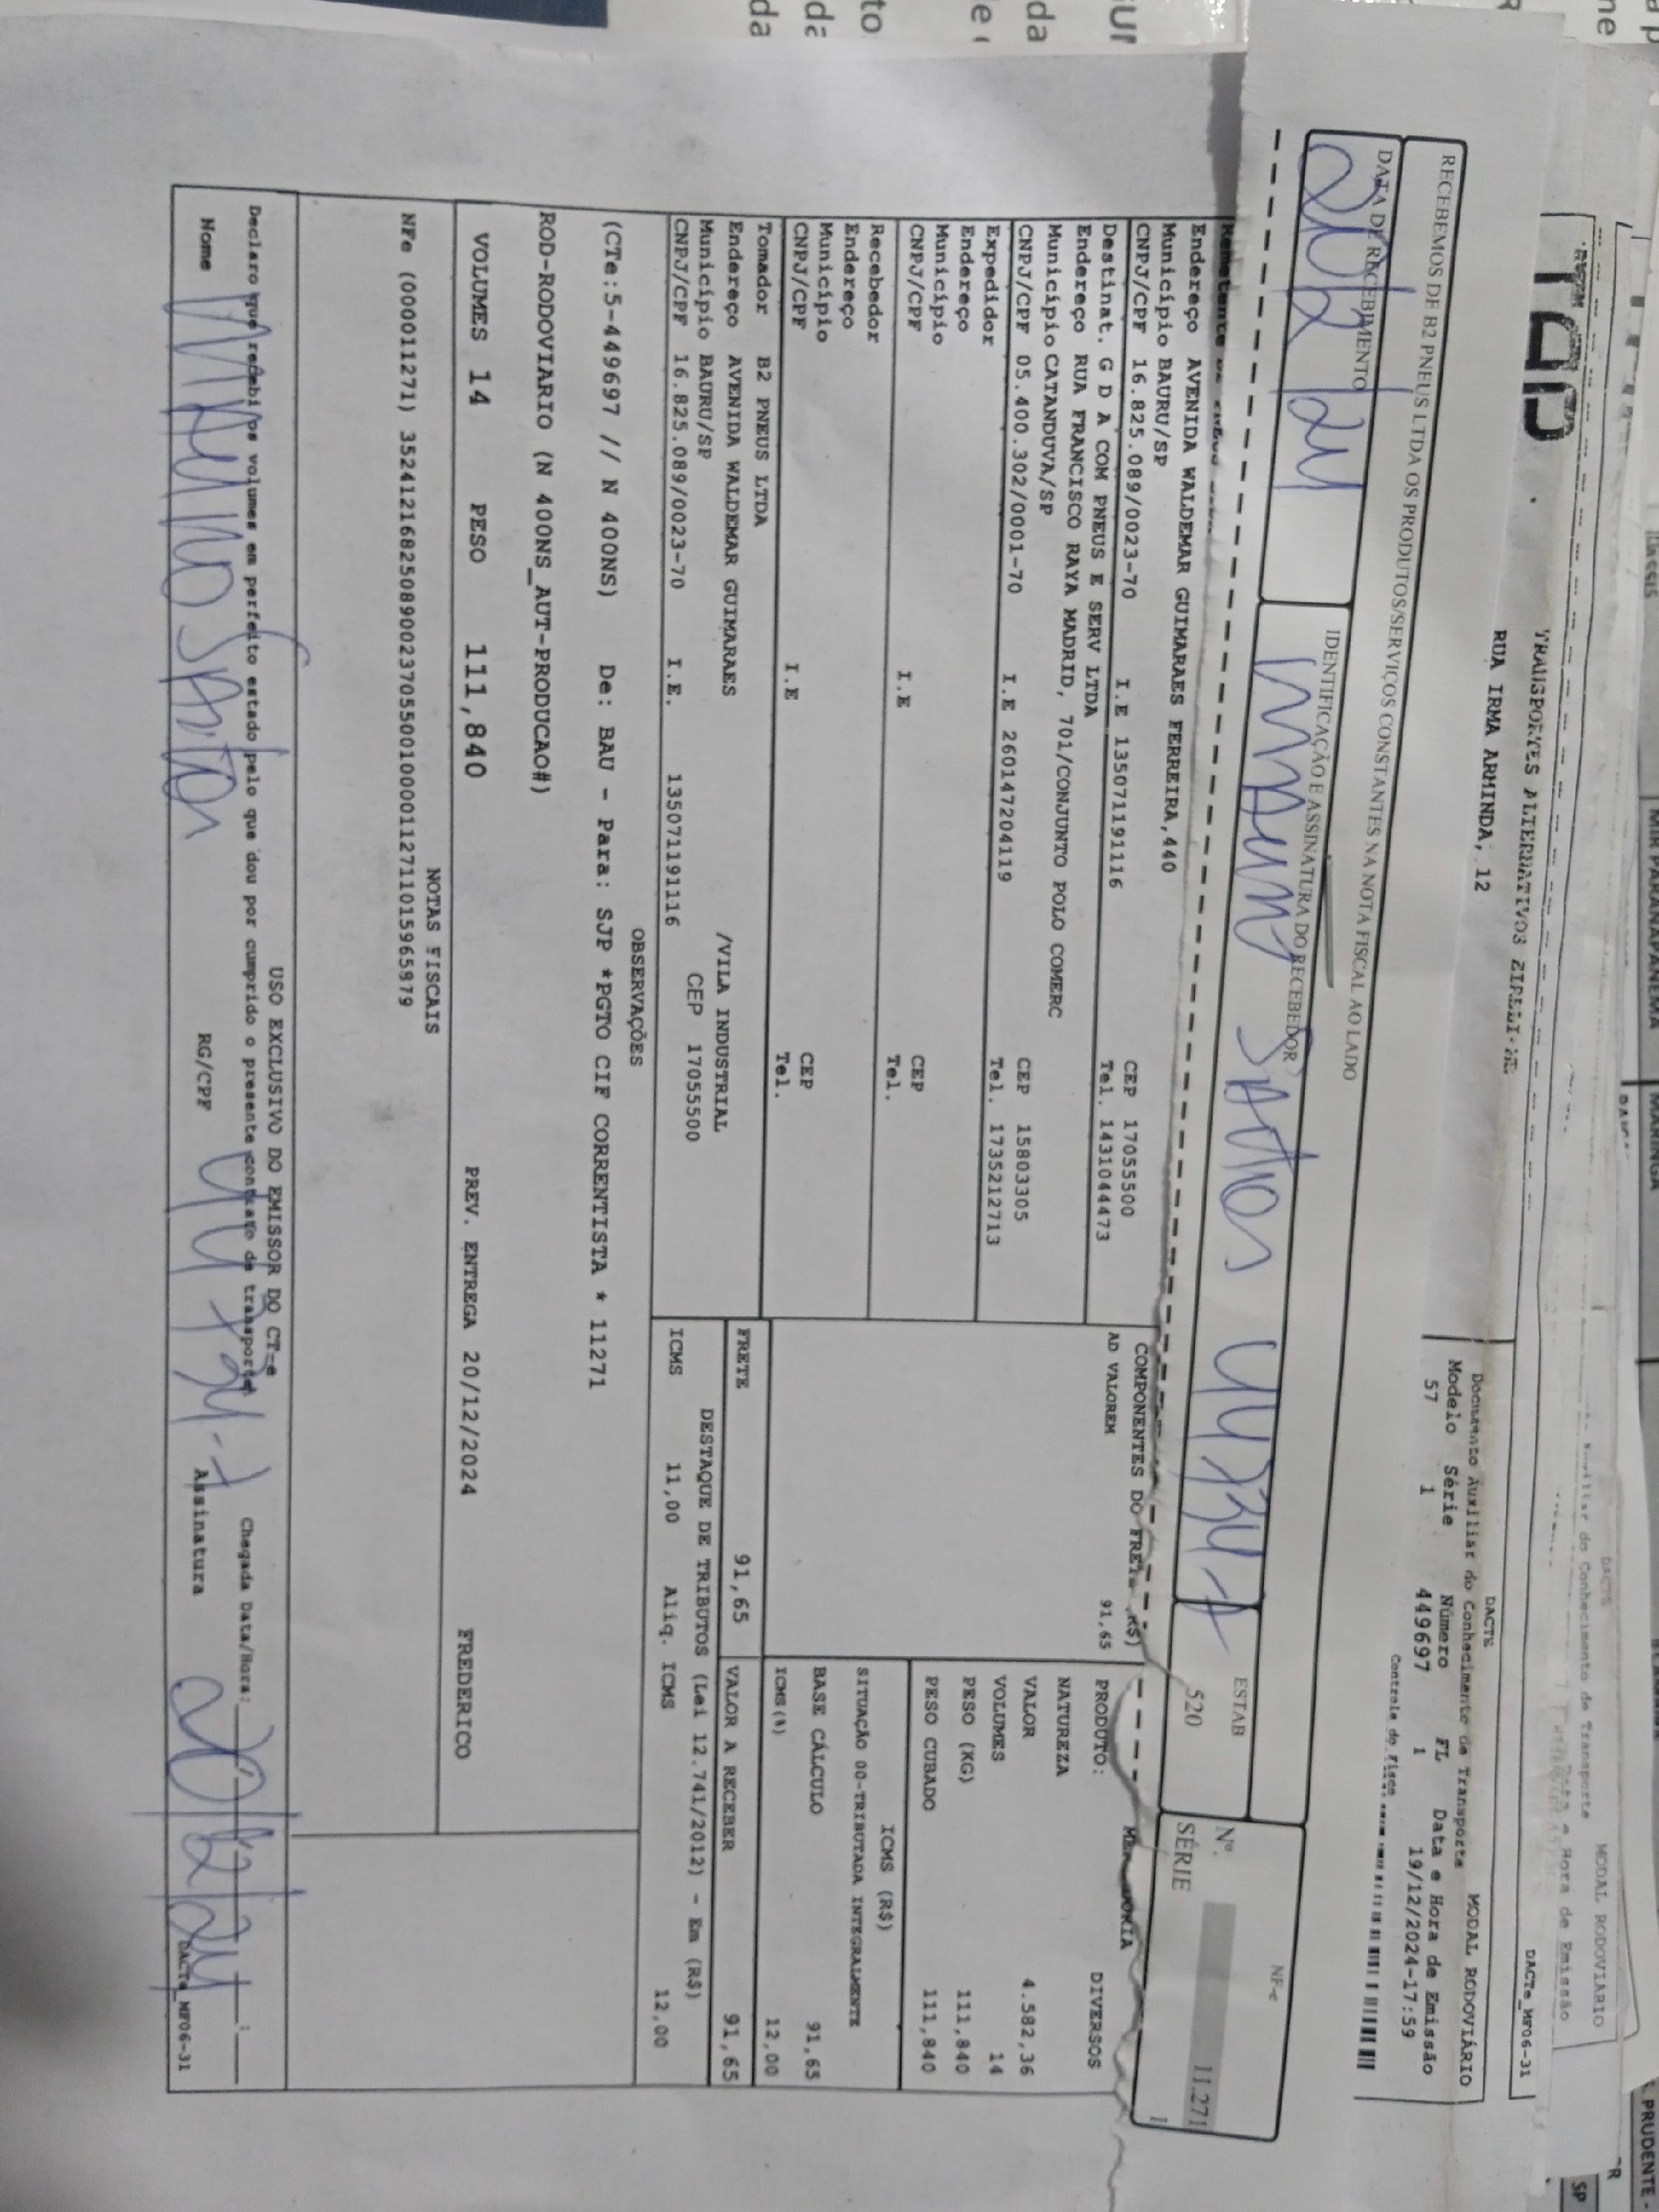 TRANSPORTES ALTERNATIVOS
RUA IRMA ARMINDA, 12
DACTE
MODAL RODOVIÁRIO
Documento Auxiliar do Conhecimento de Transporte
Modelo Série Número FL Data e Hora de Emissão
57 1 449697 1 19/12/2024-17:59
Controle do Fisco
DACTe_MF06-31
RECEBEMOS DE B2 PNEUS LTDA OS PRODUTOS/SERVIÇOS CONSTANTES NA NOTA FISCAL AO LADO
DATA DE RECEBIMENTO
IDENTIFICAÇÃO E ASSINATURA DO RECEBEDOR
ESTAB
520
NF-e
Nº. 11.271
SÉRIE 1
Remetente
Endereço AVENIDA WALDEMAR GUIMARAES FERREIRA,440
Município BAURU/SP CEP 17055500
CNPJ/CPF 16.825.089/0023-70 I.E 135071191116 Tel. 1431044473
Destinat. G D A COM PNEUS E SERV LTDA
Endereço RUA FRANCISCO RAYA MADRID, 701/CONJUNTO POLO COMERC
Município CATANDUVA/SP CEP 15803305
CNPJ/CPF 05.400.302/0001-70 I.E 260147204119 Tel. 1735212713
Expedidor
Endereço
Município CEP
CNPJ/CPF I.E Tel.
Recebedor
Endereço
Município CEP
CNPJ/CPF I.E Tel.
Tomador B2 PNEUS LTDA
Endereço AVENIDA WALDEMAR GUIMARAES /VILA INDUSTRIAL
Município BAURU/SP CEP 17055500
CNPJ/CPF 16.825.089/0023-70 I.E. 135071191116
COMPONENTES DO FRETE (R$)
AD VALOREM 91,65
PRODUTO: MERCADORIA
NATUREZA DIVERSOS
VALOR 4.582,36
VOLUMES 14
PESO (KG) 111,840
PESO CUBADO 111,840
ICMS (R$)
SITUAÇÃO 00-TRIBUTADA INTEGRALMENTE
BASE CÁLCULO 91,65
ICMS(%) 12,00
FRETE 91,65 VALOR A RECEBER 91,65
DESTAQUE DE TRIBUTOS (Lei 12.741/2012) - Em (R$)
ICMS 11,00 Aliq. ICMS 12,00
OBSERVAÇÕES
(CTe:5-449697 // N 400NS) De: BAU - Para: SJP *PGTO CIF CORRENTISTA * 11271
ROD-RODOVIARIO (N 400NS_AUT-PRODUCAO#)
VOLUMES 14 PESO 111,840 PREV. ENTREGA 20/12/2024 FREDERICO
NOTAS FISCAIS
NFe (000011271) 35241216825089002370550010000112711015965979
USO EXCLUSIVO DO EMISSOR DO CT-e
Declaro que recebi os volumes em perfeito estado pelo que dou por cumprido o presente contrato de transporte. Chegada Data/Hora:
Nome RG/CPF Assinatura
20/12/24
DACTe_MF06-31